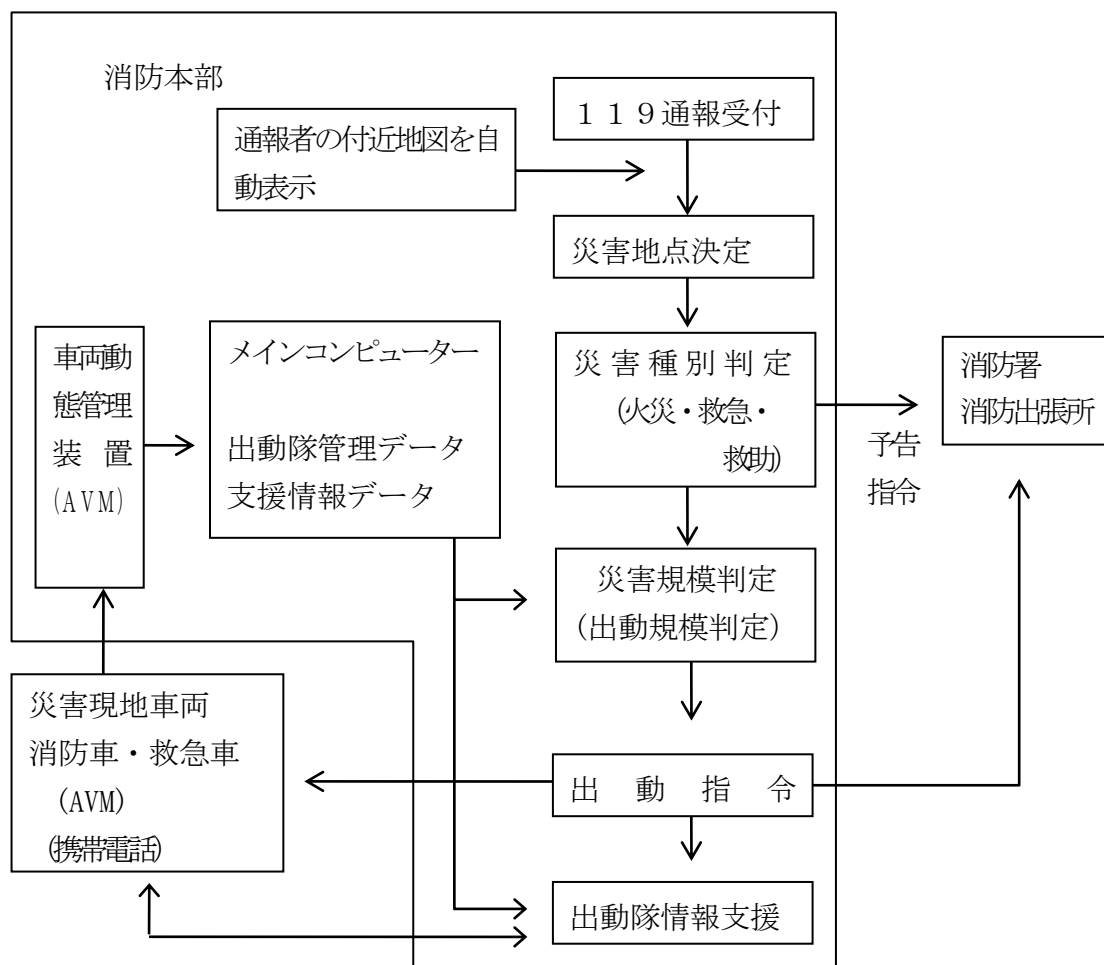 消防本部
１１９通報受付
通報者の付近地図を自
動表示
災害地点決定
車両動
態管理
装置
(AVM)
メインコンピューター
出動隊管理データ
支援情報データ
災害種別判定
(火災・救急・
救助)
予告
指令
消防署
消防出張所
災害規模判定
(出動規模判定)
災害現地車両
消防車・救急車
(AVM)
(携帯電話)
出動指令
出動隊情報支援